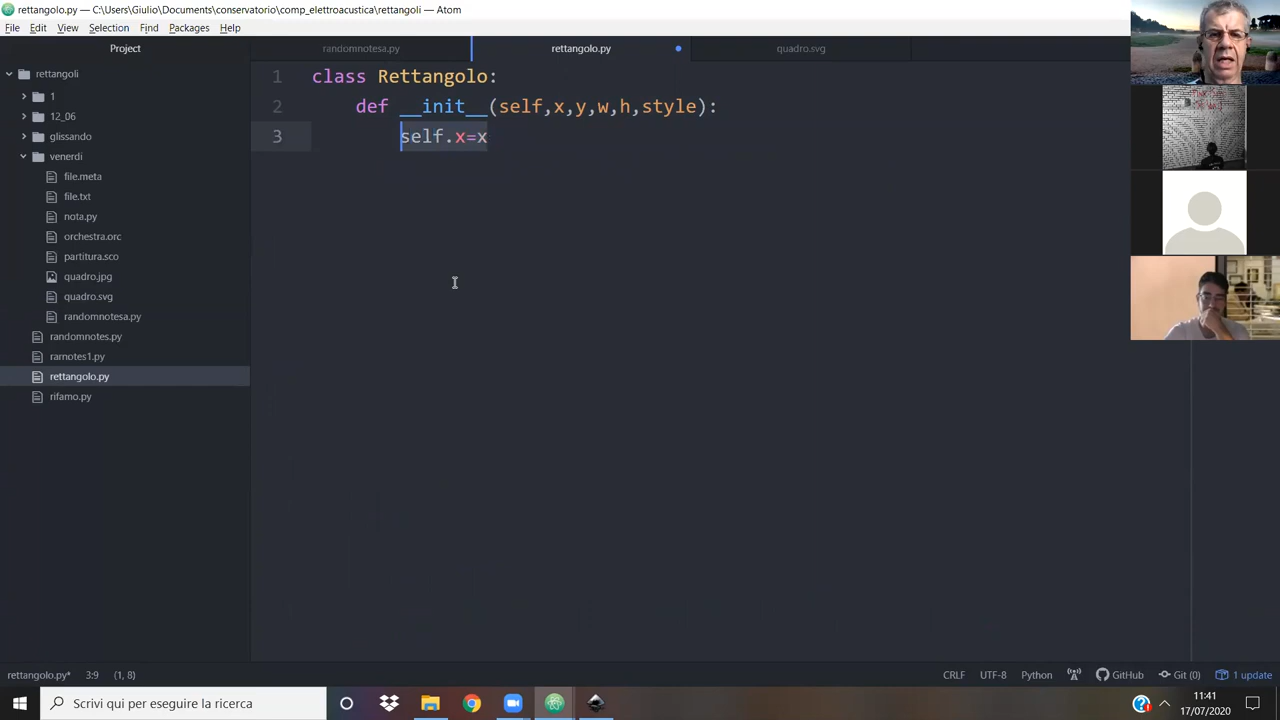 rettangolo.py — C:\Users\Giulio\Documents\conservatorio\comp_elettroacustica\rettangoli — Atom
File Edit View Selection Find Packages Help
Project
randomnotesa.py rettangolo.py quadro.svg
rettangoli
1
12_06
glissando
venerdi
file.meta
file.txt
nota.py
orchestra.orc
partitura.sco
quadro.jpg
quadro.svg
randomnotesa.py
randomnotes.py
rarnotes1.py
rettangolo.py
rifamo.py
1 class Rettangolo:
2 def __init__(self,x,y,w,h,style):
3 self.x=x
rettangolo.py* 3:9 (1, 8) CRLF UTF-8 Python GitHub Git (0) 1 update
Scrivi qui per eseguire la ricerca
11:41
17/07/2020